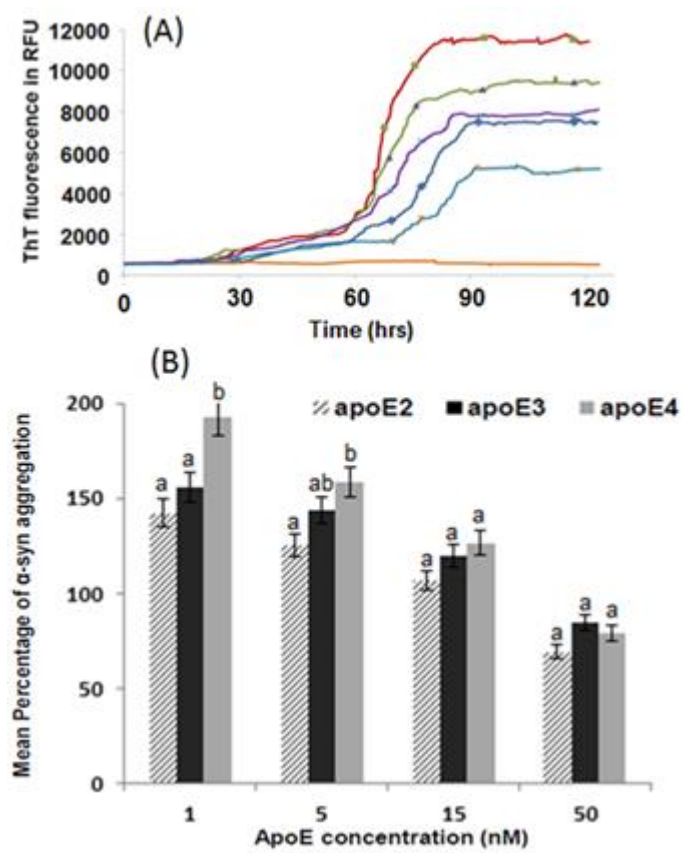 (A)
ThT fluorescence in RFU
12000
10000
8000
6000
4000
2000
0
0 30 60 90 120
Time (hrs)
(B)
Mean Percentage of α-syn aggregation
apoE2 apoE3 apoE4
200
150
100
50
0
a a b
a ab b
a a a
a a a
1 5 15 50
ApoE concentration (nM)